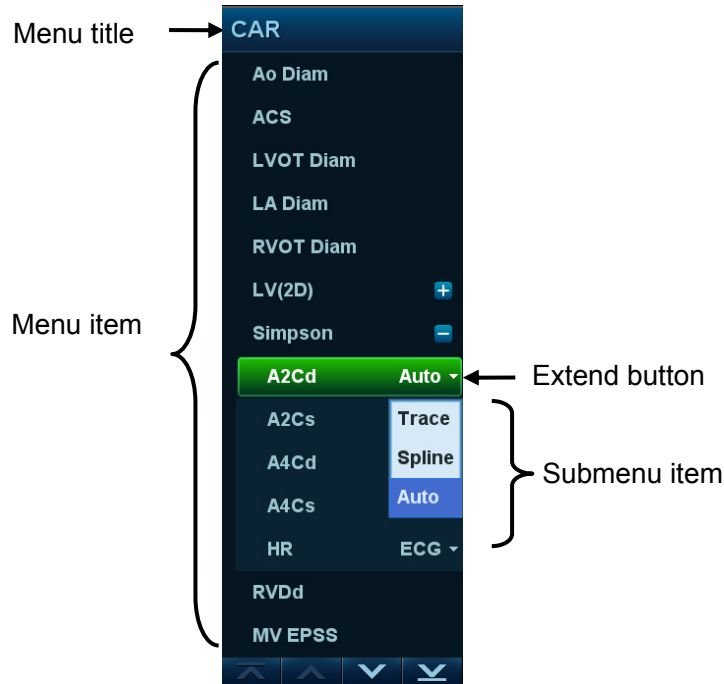 Menu title
CAR
Ao Diam
ACS
LVOT Diam
LA Diam
RVOT Diam
LV(2D)
Menu item
Simpson
A2Cd Auto
Extend button
A2Cs Trace
A4Cd Spline
Submenu item
A4Cs Auto
HR ECG
RVDd
MV EPSS